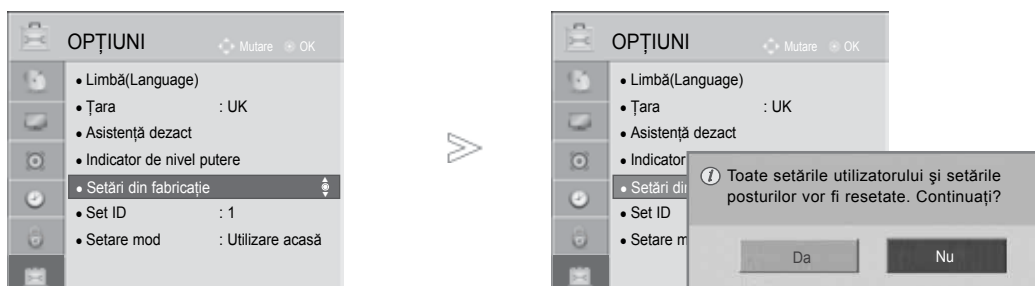 OPȚIUNI
Mutare OK
• Limbă(Language)
• Țara : UK
• Asistență dezact
• Indicator de nivel putere
• Setări din fabricație
• Set ID : 1
• Setare mod : Utilizare acasă
OPȚIUNI
Mutare OK
• Limbă(Language)
• Țara : UK
• Asistență dezact
• Indicator
• Setări din
• Set ID
• Setare m
Toate setările utilizatorului şi setările
posturilor vor fi resetate. Continuați?
Da
Nu